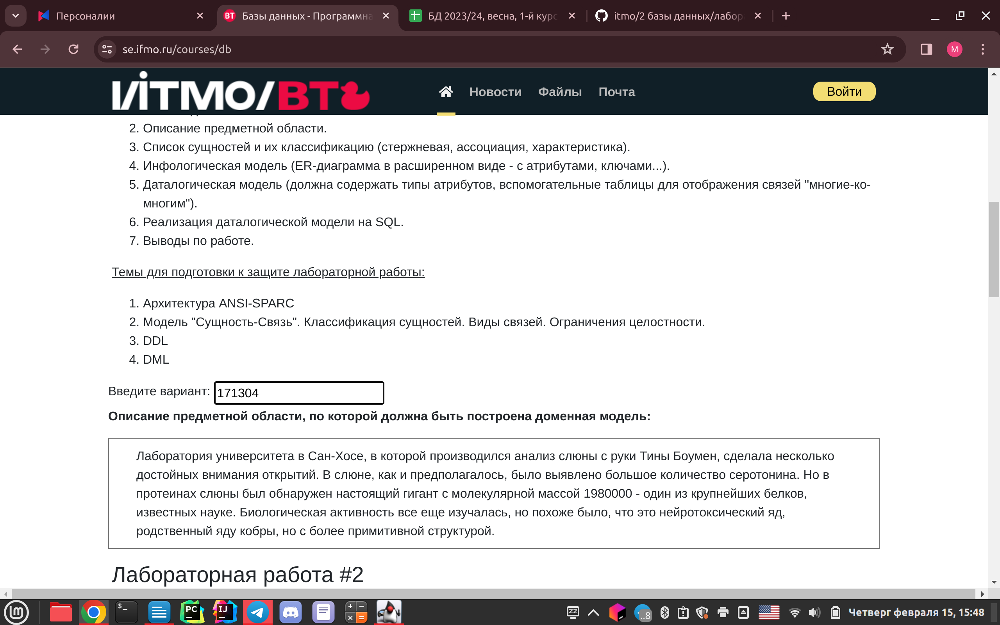 Персоналии
Базы данных - Программна
БД 2023/24, весна, 1-й курс
itmo/2 базы данных/лабор
se.ifmo.ru/courses/db
M
ИТМО/ВТ
Новости
Файлы
Почта
Войти
2. Описание предметной области.
3. Список сущностей и их классификацию (стержневая, ассоциация, характеристика).
4. Инфологическая модель (ER-диаграмма в расширенном виде - с атрибутами, ключами...).
5. Даталогическая модель (должна содержать типы атрибутов, вспомогательные таблицы для отображения связей "многие-ко-
многим").
6. Реализация даталогической модели на SQL.
7. Выводы по работе.
Темы для подготовки к защите лабораторной работы:
1. Архитектура ANSI-SPARC
2. Модель "Сущность-Связь". Классификация сущностей. Виды связей. Ограничения целостности.
3. DDL
4. DML
Введите вариант: 171304
Описание предметной области, по которой должна быть построена доменная модель:
Лаборатория университета в Сан-Хосе, в которой производился анализ слюны с руки Тины Боумен, сделала несколько
достойных внимания открытий. В слюне, как и предполагалось, было выявлено большое количество серотонина. Но в
протеинах слюны был обнаружен настоящий гигант с молекулярной массой 1980000 - один из крупнейших белков,
известных науке. Биологическая активность все еще изучалась, но похоже было, что это нейротоксический яд,
родственный яду кобры, но с более примитивной структурой.
Лабораторная работа #2
Четверг февраля 15, 15:48